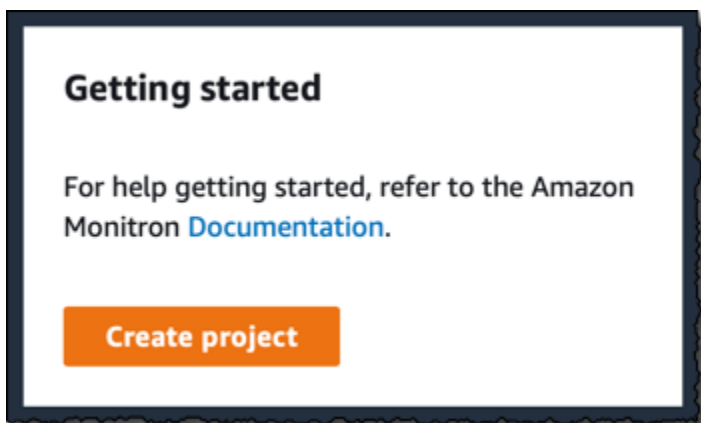 Getting started
For help getting started, refer to the Amazon
Monitron Documentation.
Create project